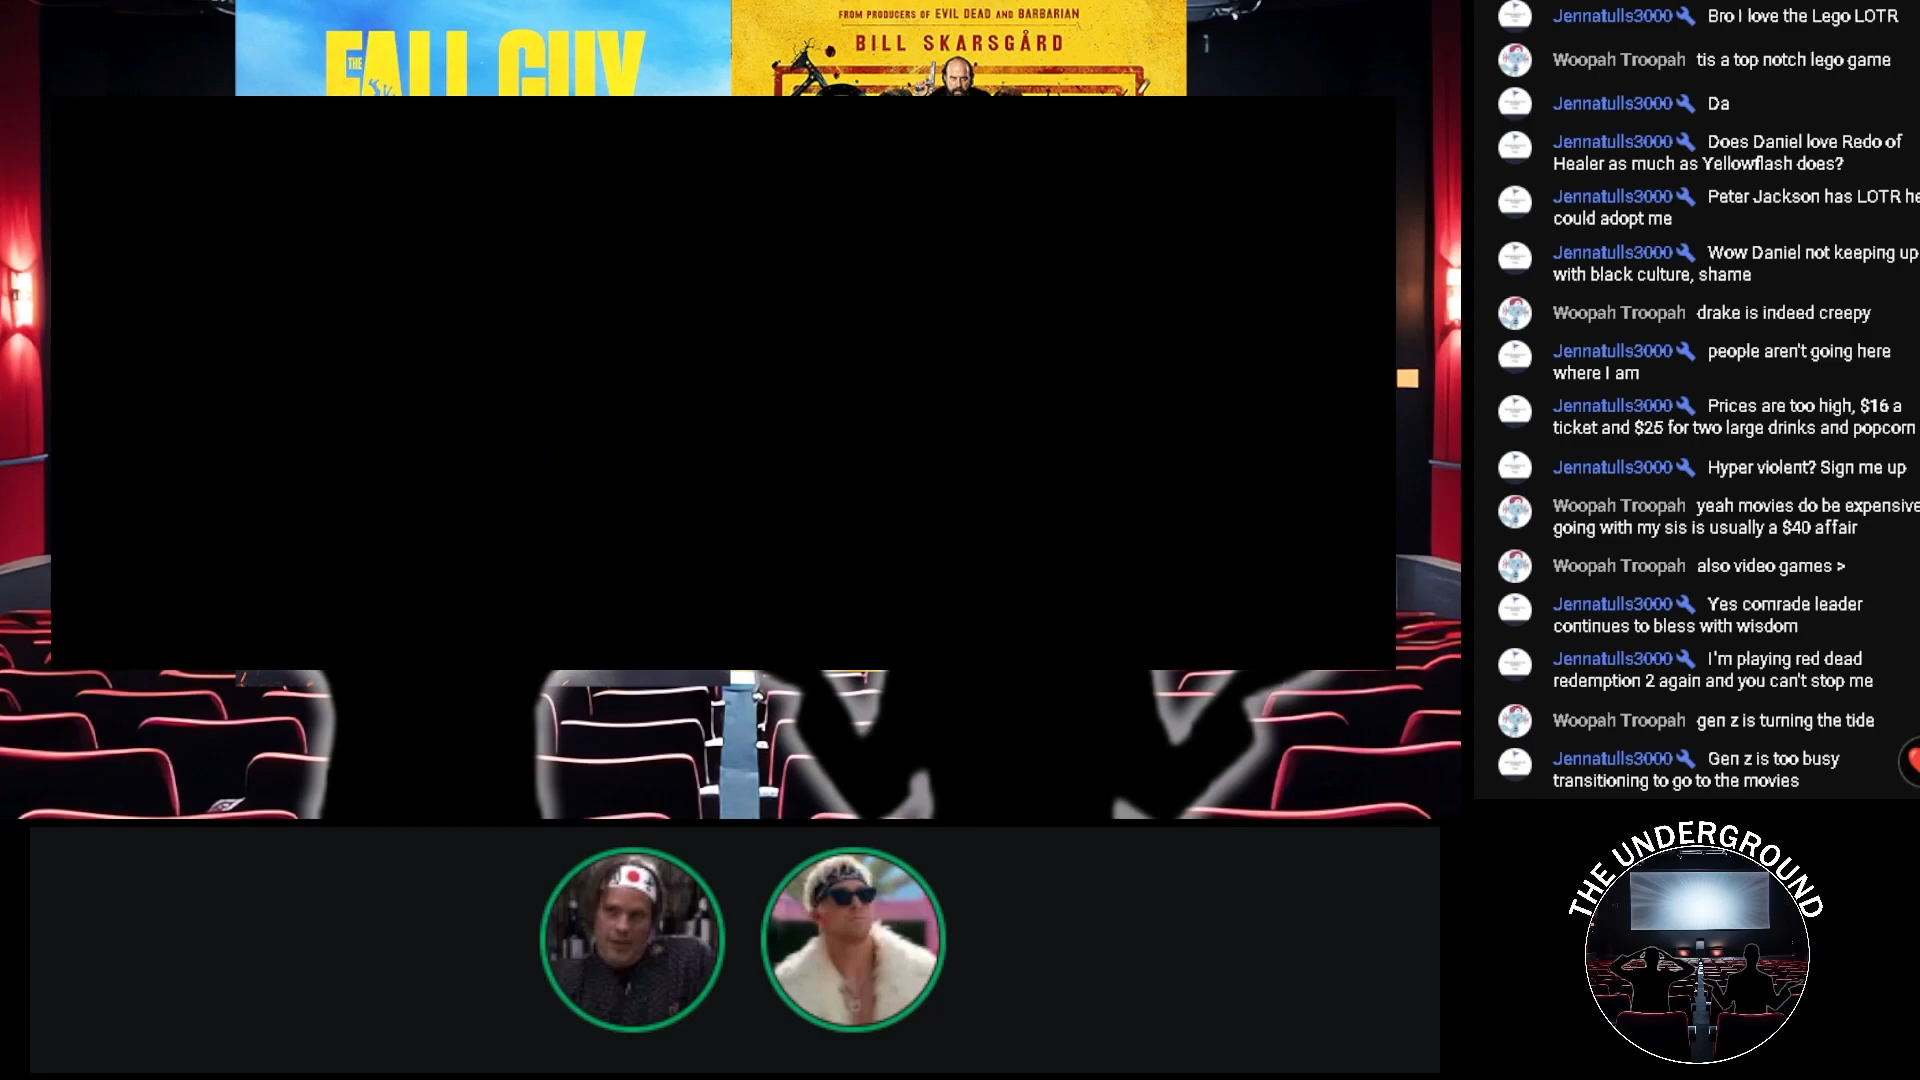 THE
FALL GUY
FROM PRODUCERS OF EVIL DEAD AND BARBARIAN
BILL SKARSGÅRD
Jennatulls3000 Bro I love the Lego LOTR
Woopah Troopah tis a top notch lego game
Jennatulls3000 Da
Jennatulls3000 Does Daniel love Redo of
Healer as much as Yellowflash does?
Jennatulls3000 Peter Jackson has LOTR he
could adopt me
Jennatulls3000 Wow Daniel not keeping up
with black culture, shame
Woopah Troopah drake is indeed creepy
Jennatulls3000 people aren't going here
where I am
Jennatulls3000 Prices are too high, $16 a
ticket and $25 for two large drinks and popcorn
Jennatulls3000 Hyper violent? Sign me up
Woopah Troopah yeah movies do be expensive
going with my sis is usually a $40 affair
Woopah Troopah also video games >
Jennatulls3000 Yes comrade leader
continues to bless with wisdom
Jennatulls3000 I'm playing red dead
redemption 2 again and you can't stop me
Woopah Troopah gen z is turning the tide
Jennatulls3000 Gen z is too busy
transitioning to go to the movies
THE UNDERGROUND